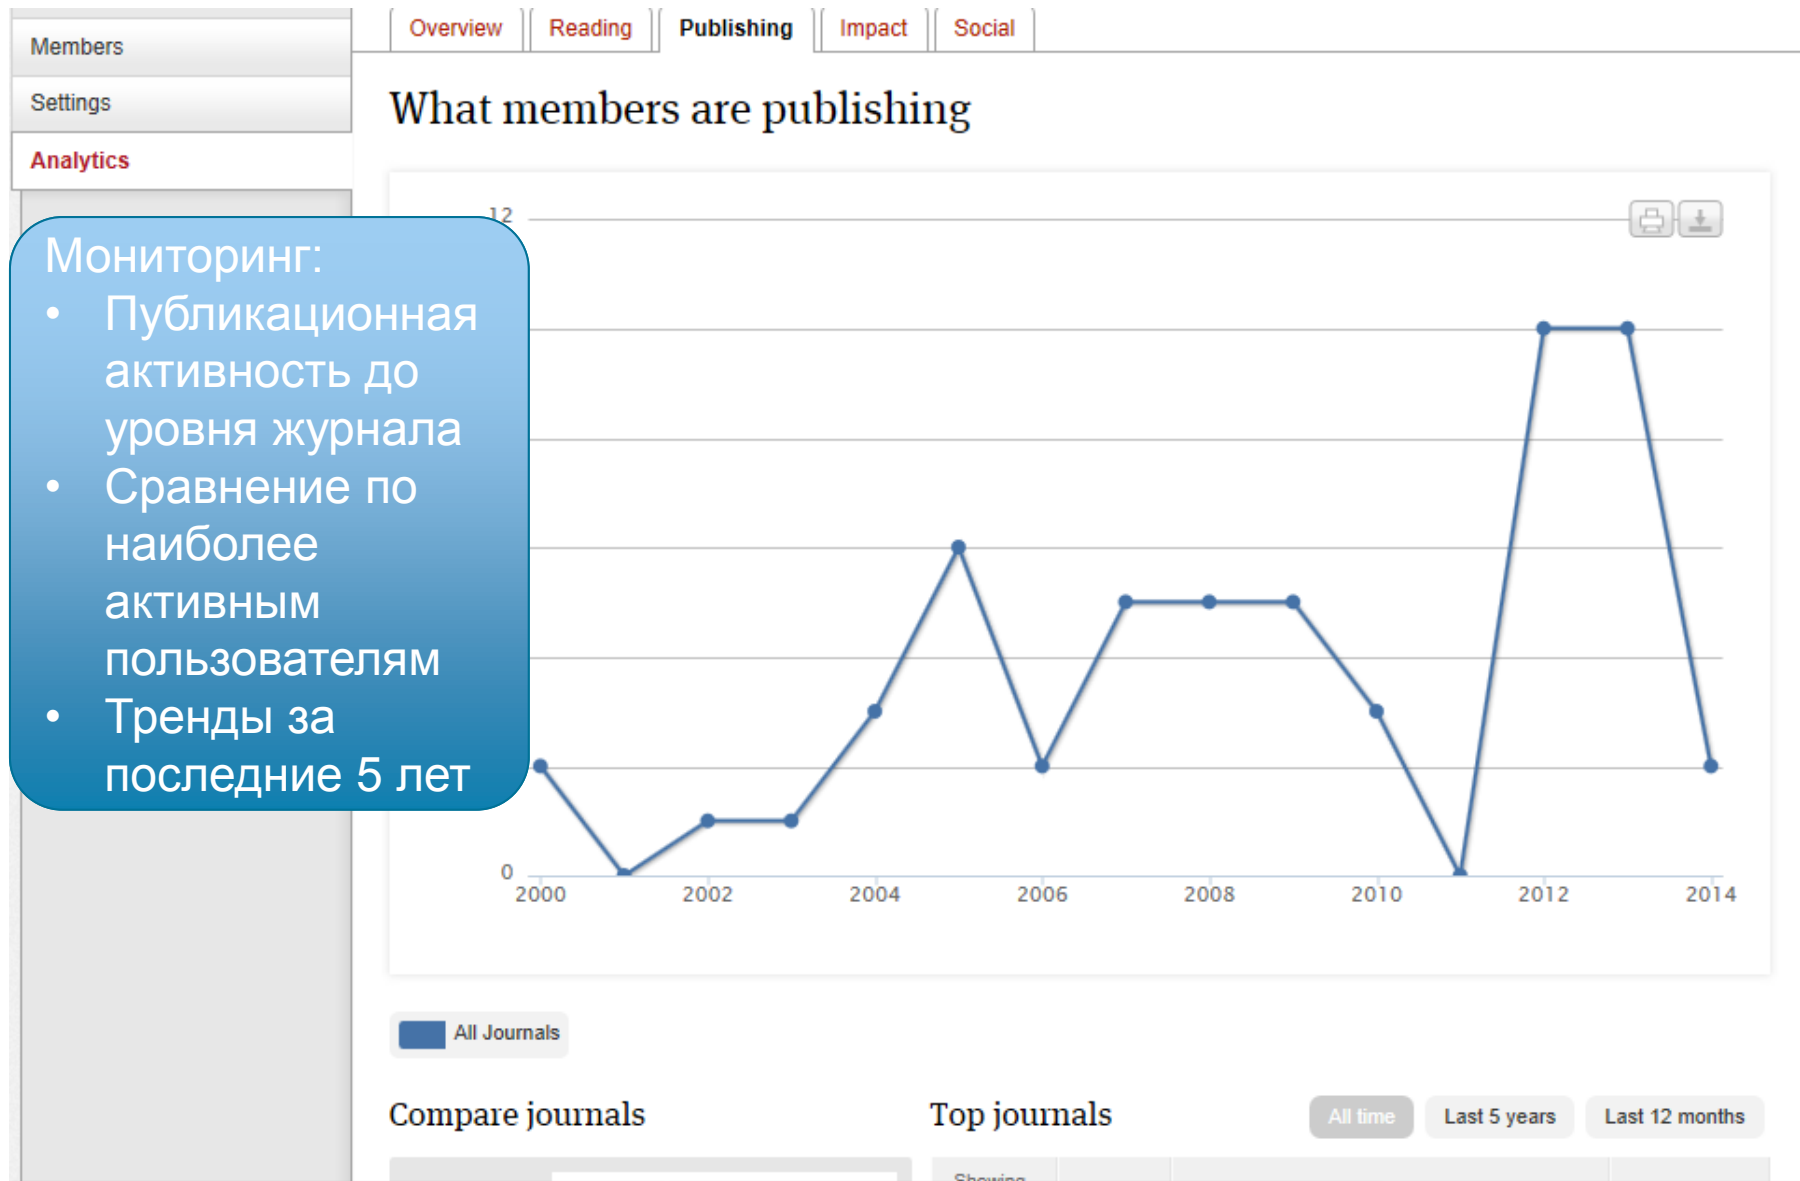 Members
Settings
Analytics
Overview Reading Publishing Impact Social
What members are publishing
12
Мониторинг:
• Публикационная
активность до
уровня журнала
• Сравнение по
наиболее
активным
пользователям
• Тренды за
последние 5 лет
0
2000 2002 2004 2006 2008 2010 2012 2014
All Journals
Compare journals
Top journals
All time Last 5 years Last 12 months
Showing